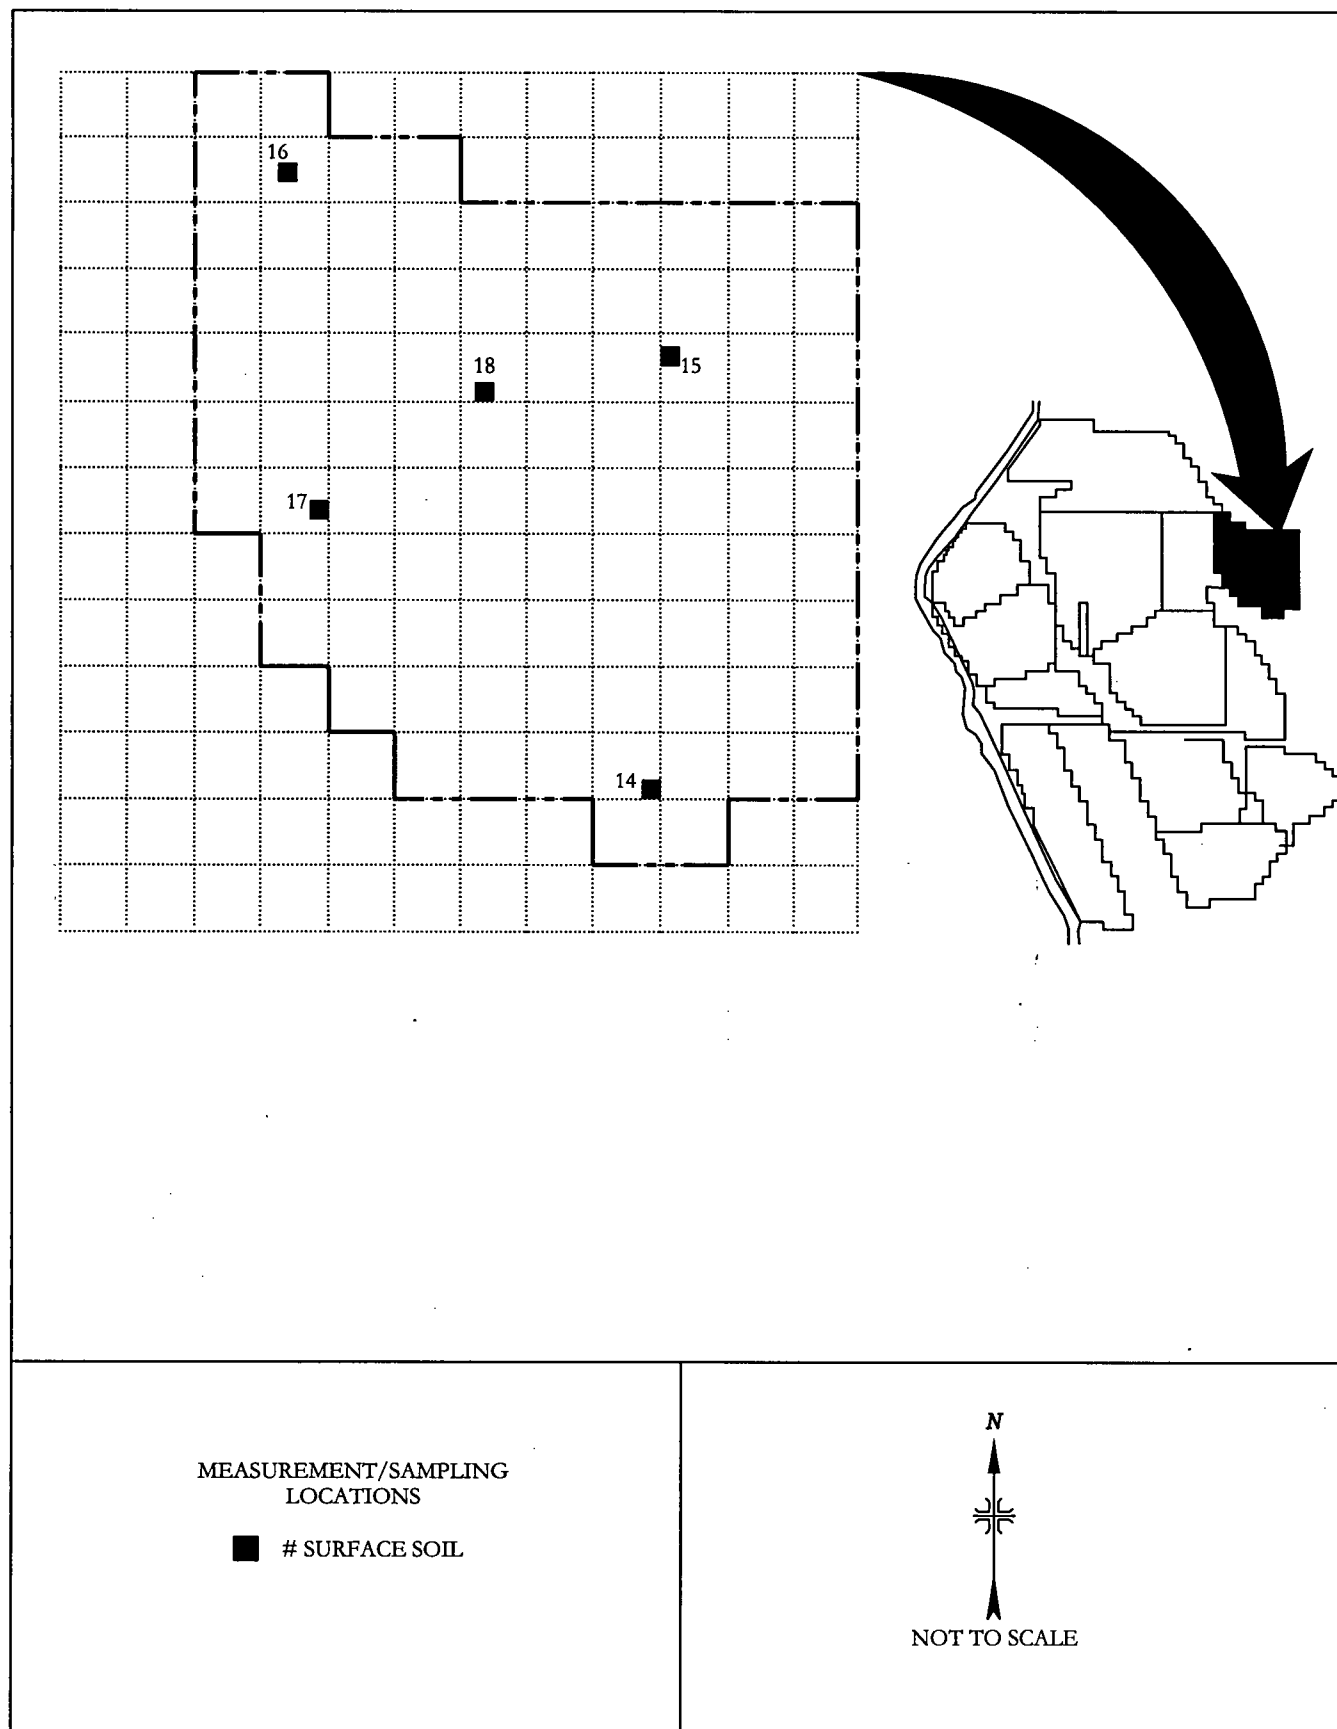 16
18
15
17
14
MEASUREMENT/SAMPLING
LOCATIONS
# SURFACE SOIL
N
NOT TO SCALE